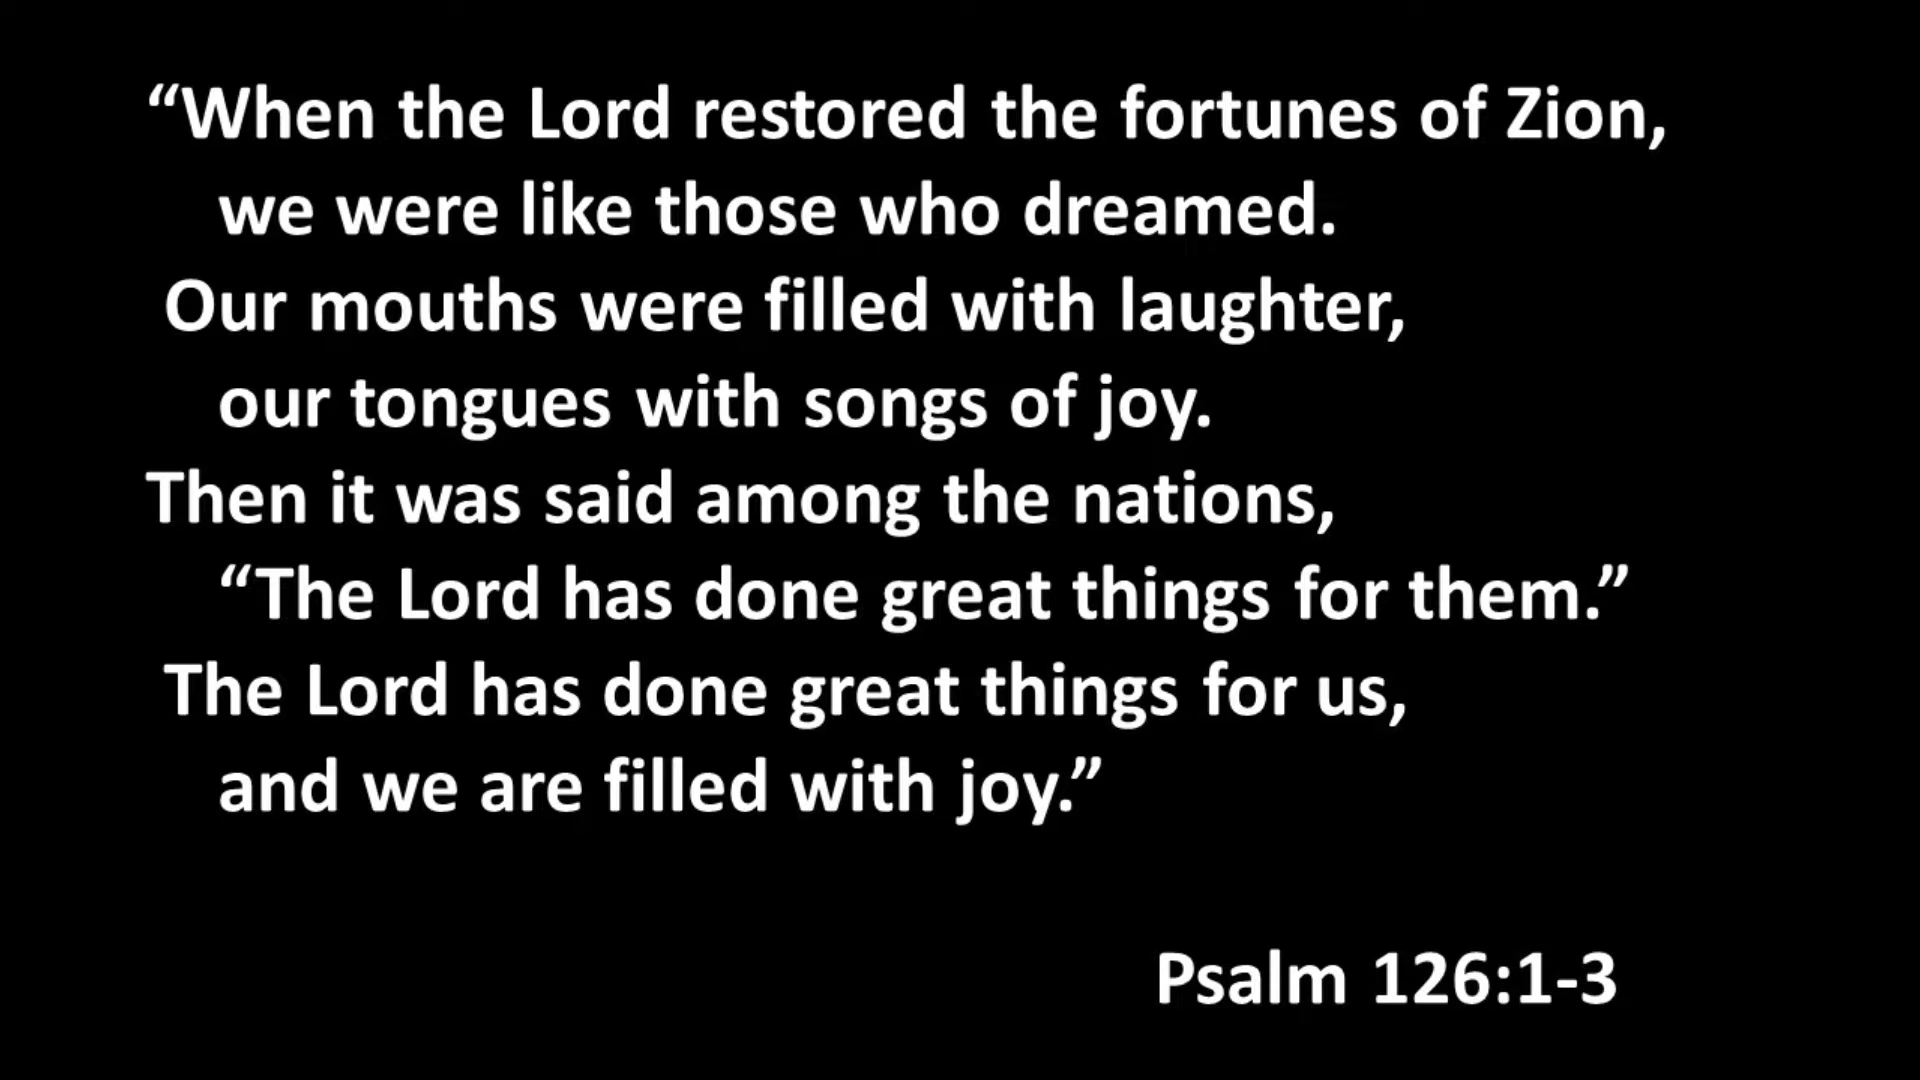 “When the Lord restored the fortunes of Zion,
we were like those who dreamed.
Our mouths were filled with laughter,
our tongues with songs of joy.
Then it was said among the nations,
“The Lord has done great things for them.”
The Lord has done great things for us,
and we are filled with joy.”
Psalm 126:1-3